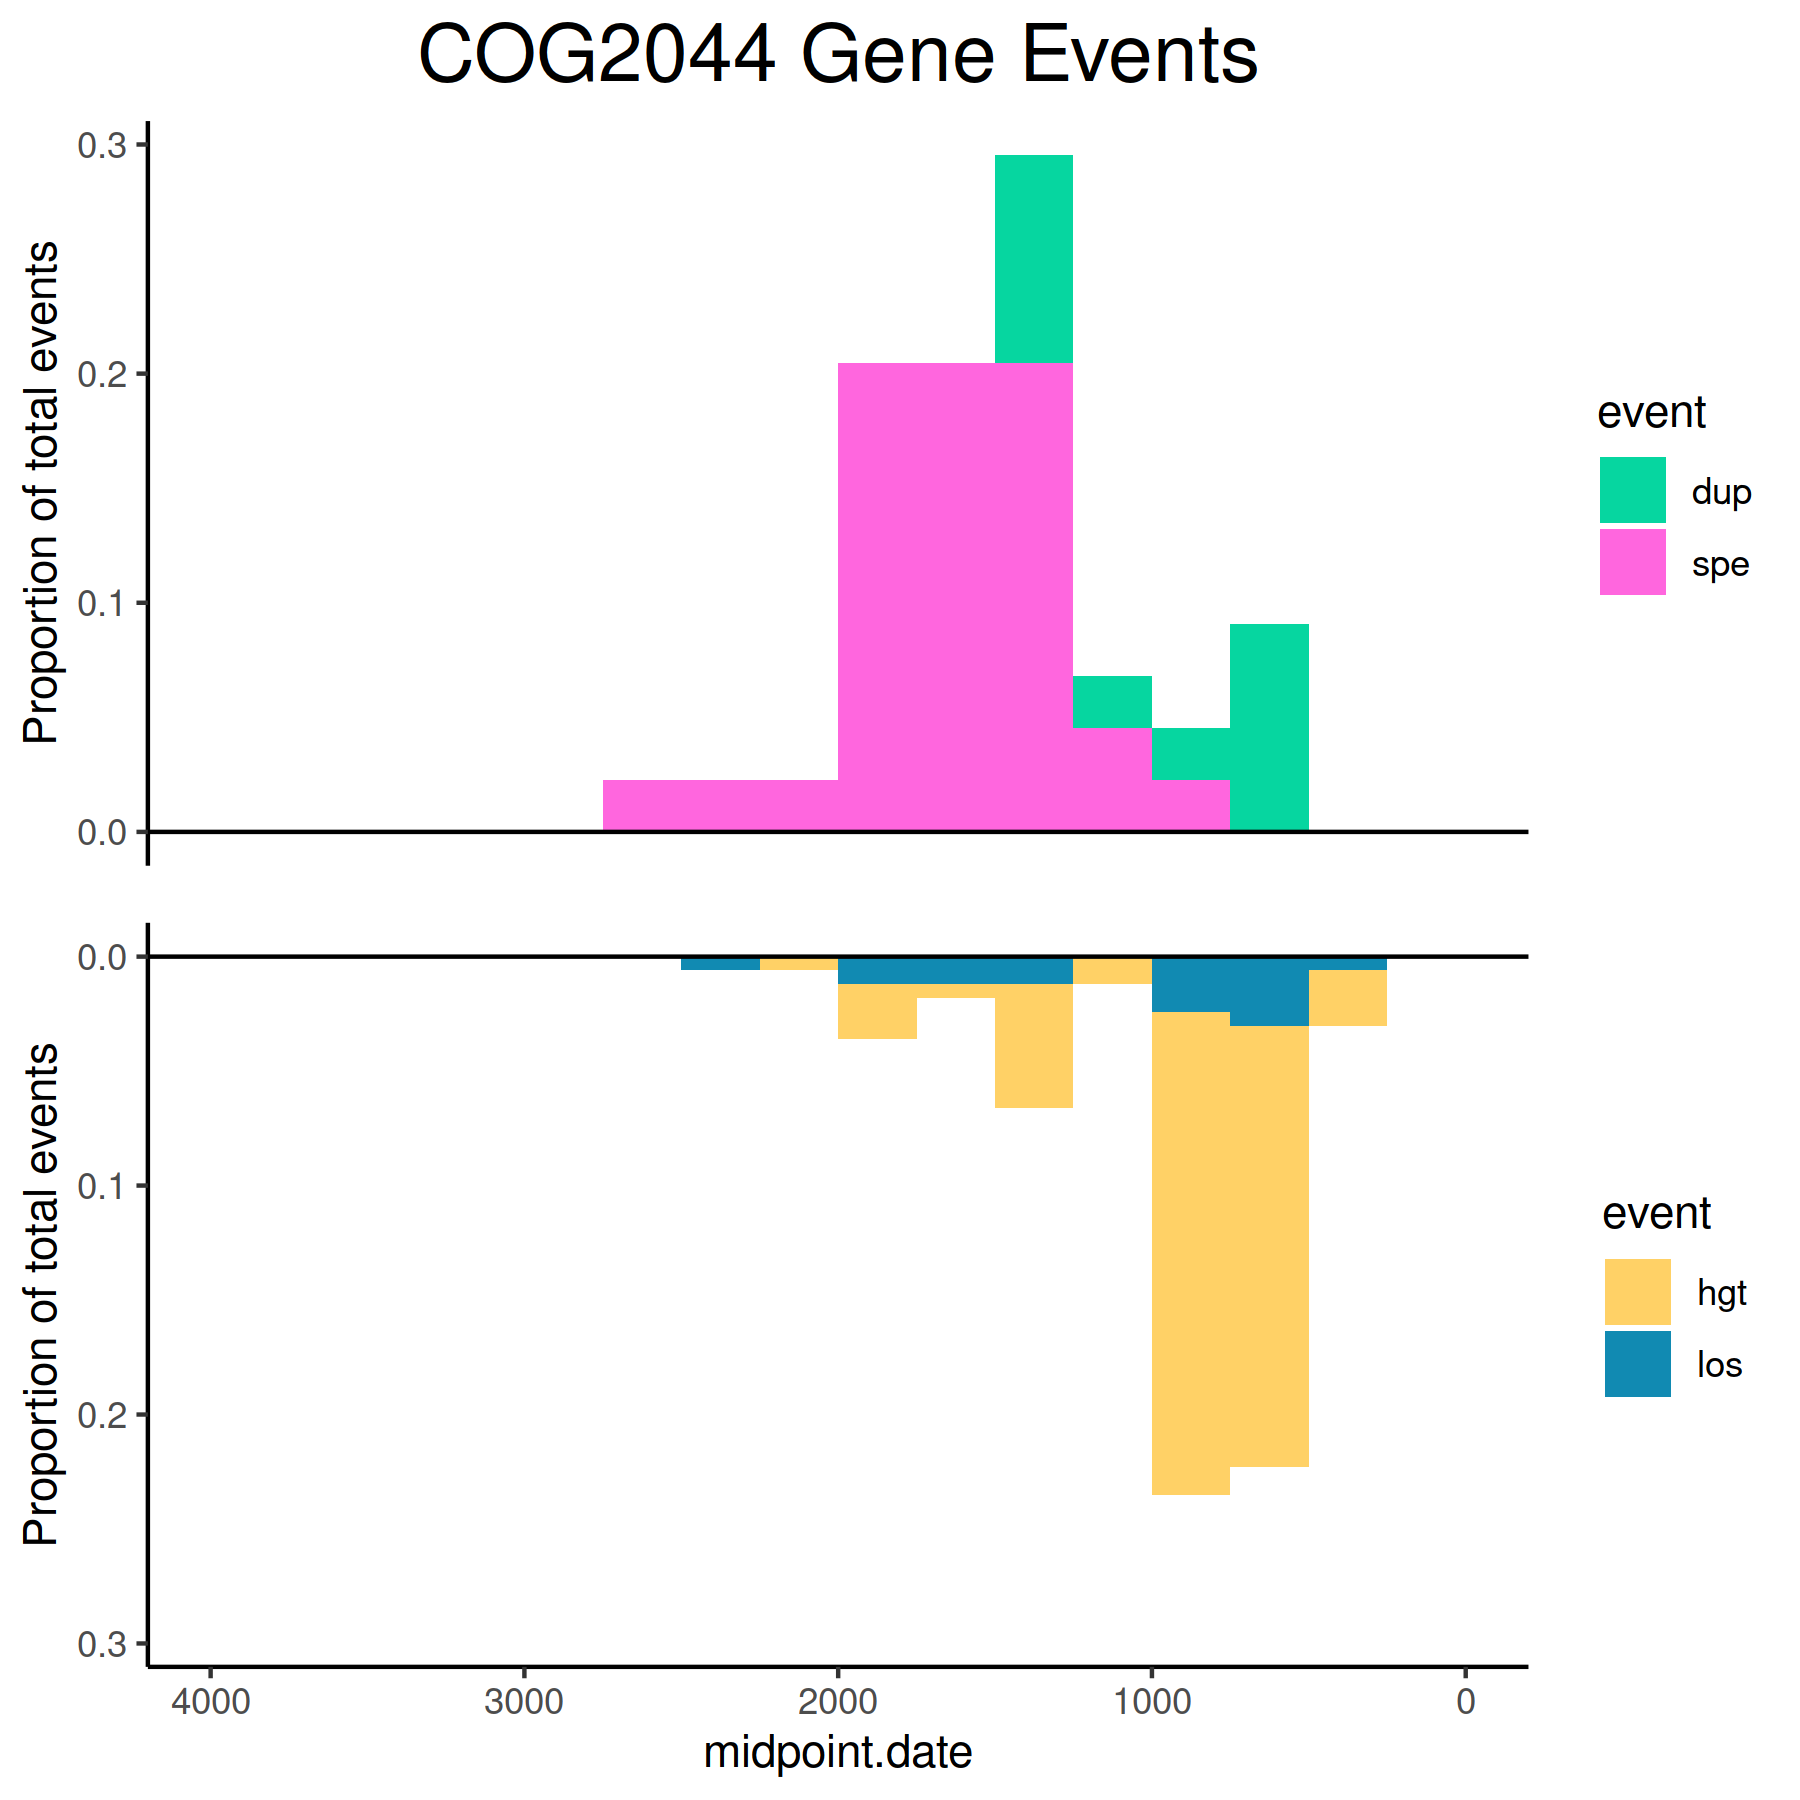 COG2044 Gene Events
0.3
0.2
0.1
0.0
Proportion of total events
event
dup
spe
0.0
0.1
0.2
0.3
Proportion of total events
event
hgt
los
4000 3000 2000 1000 0
midpoint.date